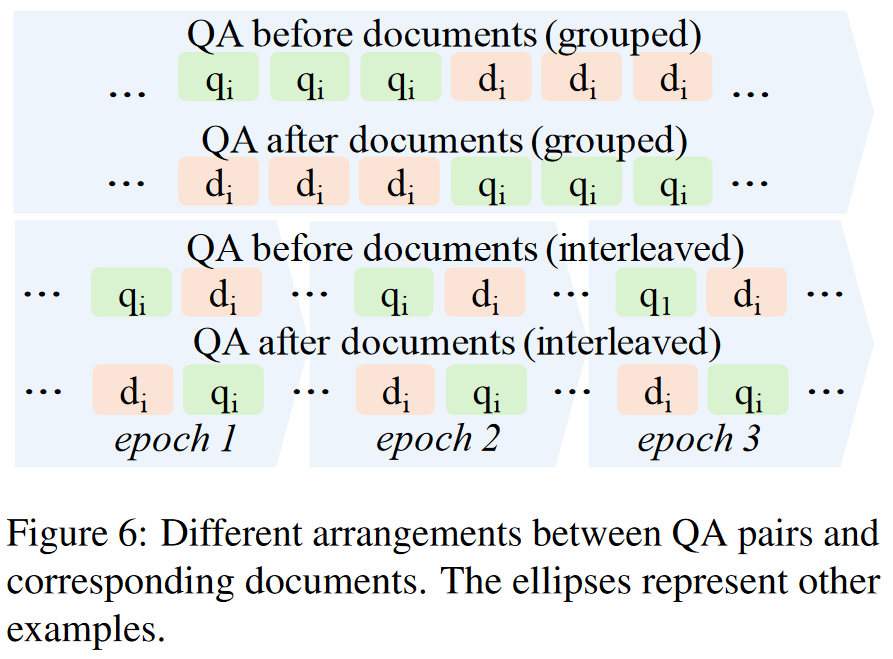 QA before documents (grouped)
... qi qi qi di di di ...
QA after documents (grouped)
... di di di qi qi qi ...
QA before documents (interleaved)
... qi di ... qi di ... q1 di ...
QA after documents (interleaved)
... di qi ... di qi ... di qi ...
epoch 1 epoch 2 epoch 3
Figure 6: Different arrangements between QA pairs and
corresponding documents. The ellipses represent other
examples.